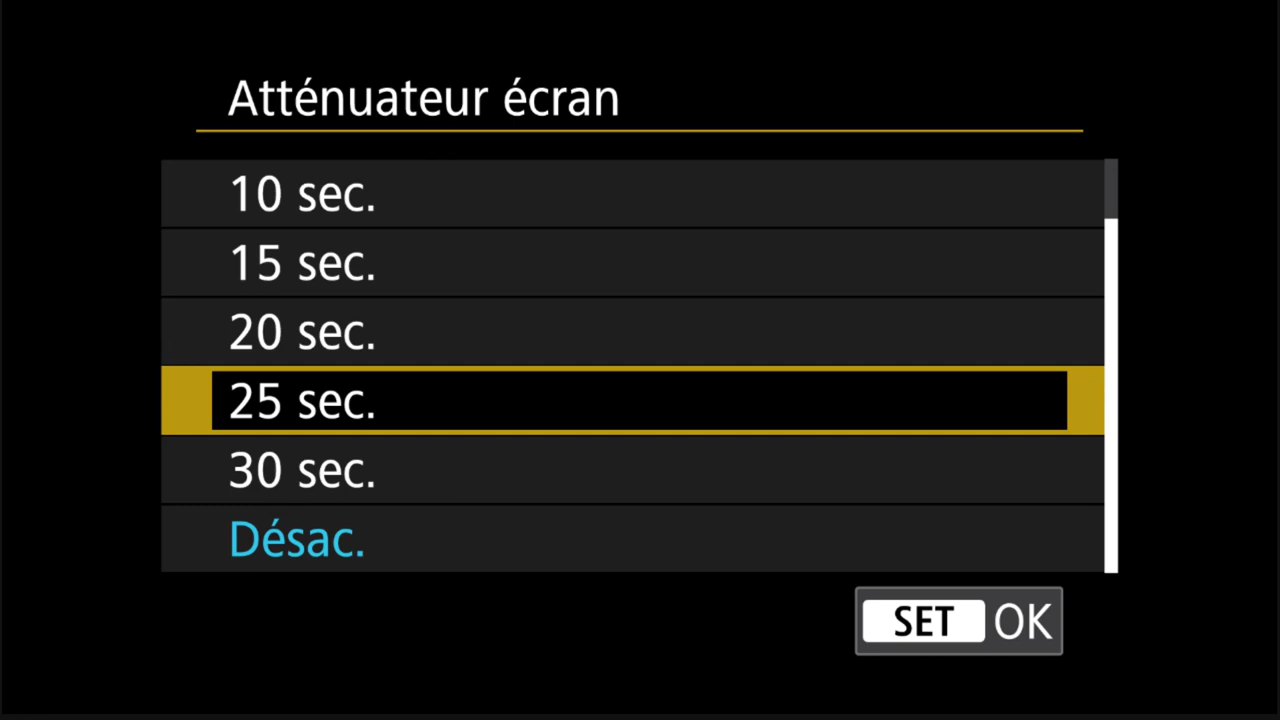 Atténuateur écran
10 sec.
15 sec.
20 sec.
25 sec.
30 sec.
Désac.
SET OK